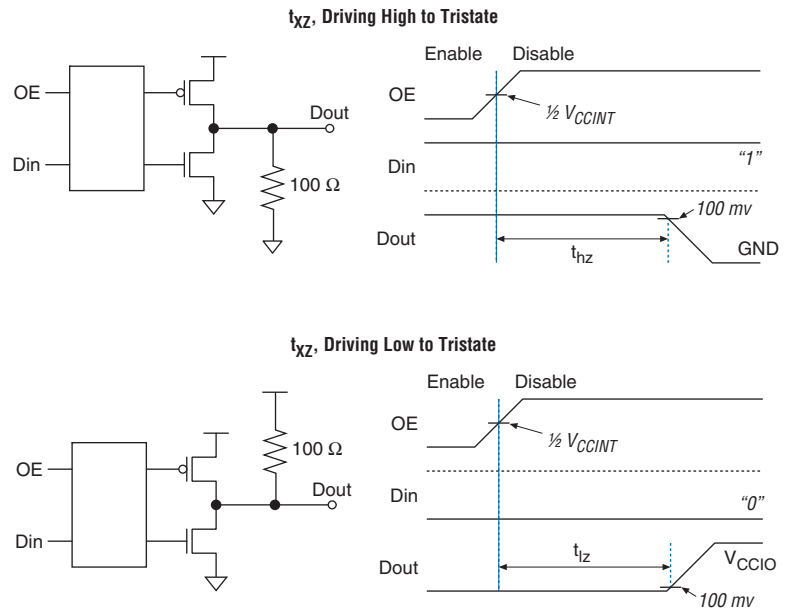 tXZ, Driving High to Tristate
Enable Disable
OE
Din
Dout
100 Ω
OE
½ VCCINT
Din
"1"
Dout
100 mv
thz
GND
tXZ, Driving Low to Tristate
Enable Disable
OE
Din
100 Ω
Dout
OE
½ VCCINT
Din
"0"
Dout
tlz
VCCIO
100 mv